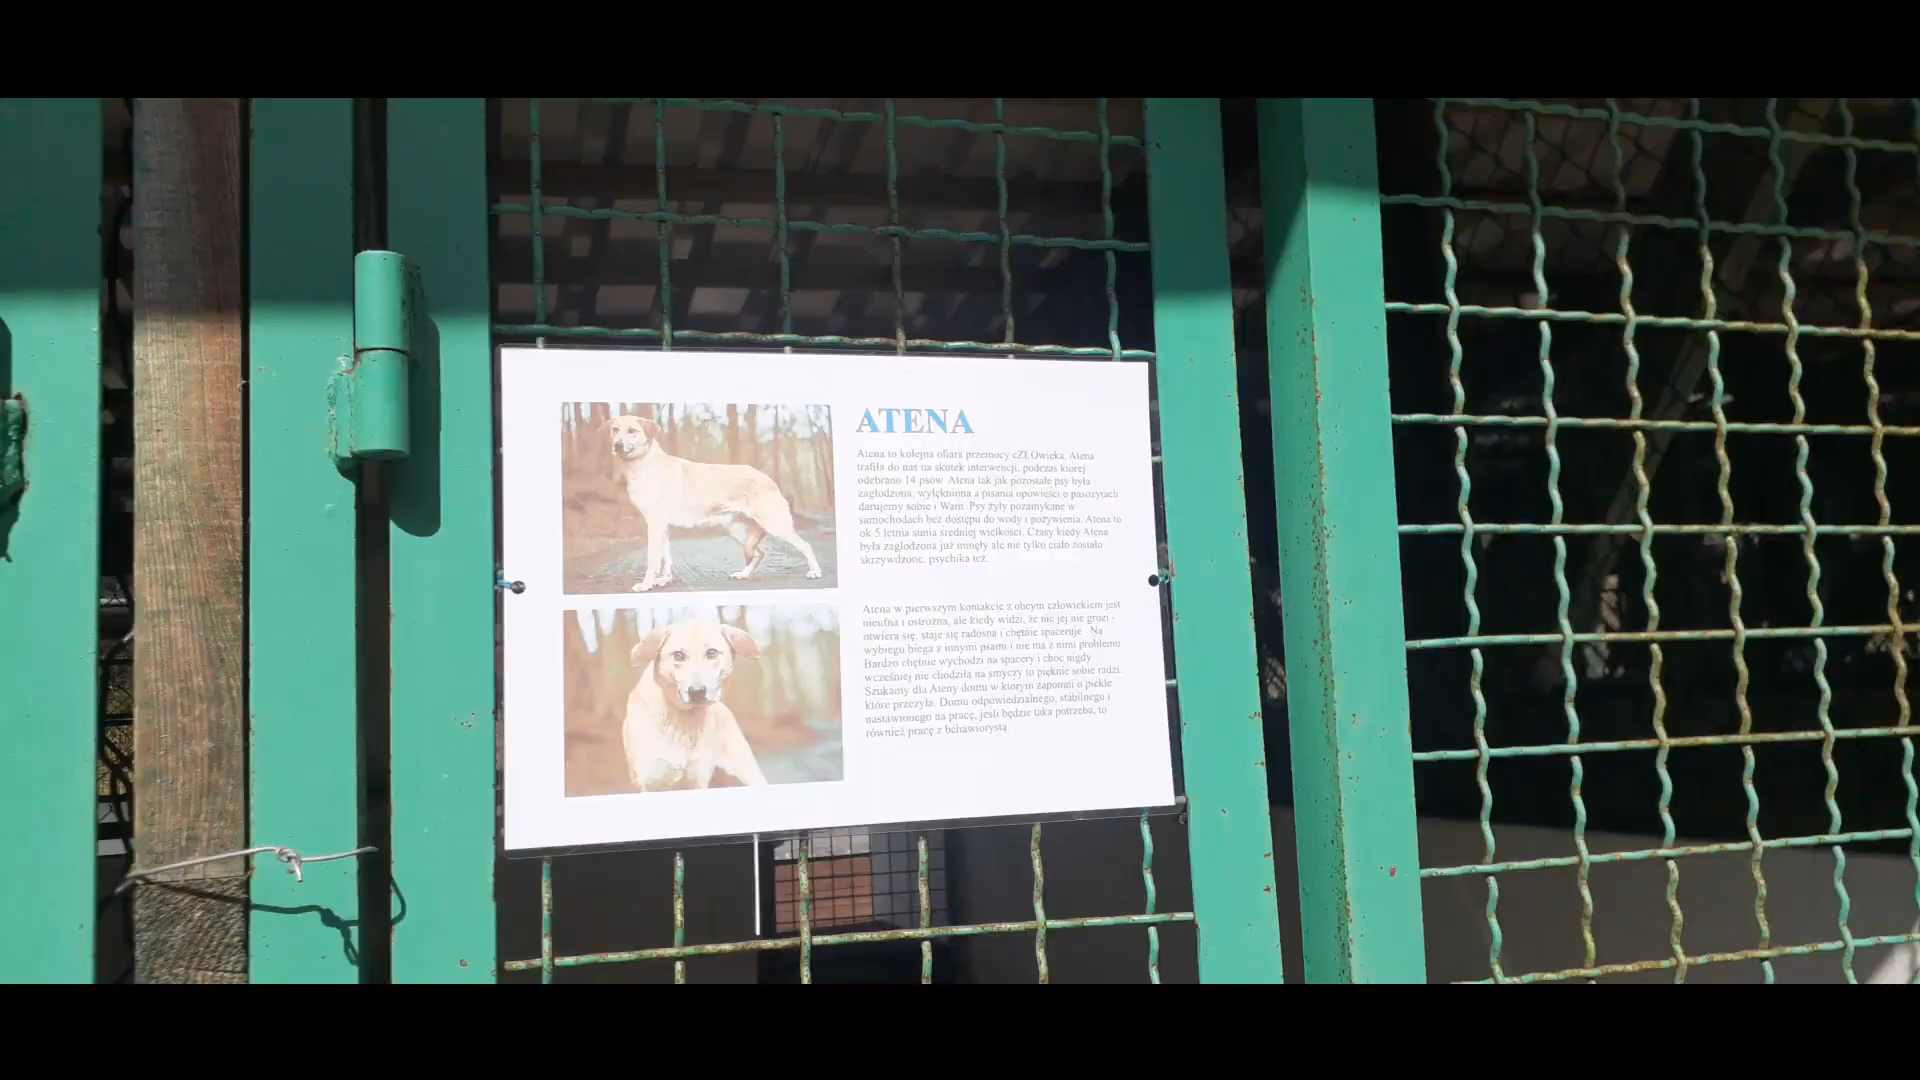 ATENA
Atena to kolejna ofiara przemocy cZŁOwieka. Atena
trafiła do nas na skutek interwencji, podczas której
odebrano 14 psów. Atena tak jak pozostałe psy była
zagłodzona, wylękniona a pisania opowieści o pasożytach
darujemy sobie i Wam. Psy żyły pozamykane w
samochodach bez dostępu do wody i pożywienia. Atena to
ok 5 letnia sunia średniej wielkości. Czasy kiedy Atena
była zagłodzona już minęły ale nie tylko ciało zostało
skrzywdzone, psychika też.
Atena w pierwszym kontakcie z obcym człowiekiem jest
nieufna i ostrożna, ale kiedy widzi, że nic jej nie grozi -
otwiera się, staje się radosna i chętnie spaceruje. Na
wybiegu biega z innymi psami i nie ma z nimi problemu.
Bardzo chętnie wychodzi na spacery i choc nigdy
wcześniej nie chodziła na smyczy to pięknie sobie radzi.
Szukamy dla Ateny domu w którym zapomni o piekle
które przeżyła. Domu odpowiedzialnego, stabilnego i
nastawionego na pracę, jeśli będzie taka potrzeba, to
również pracę z behawiorystą.